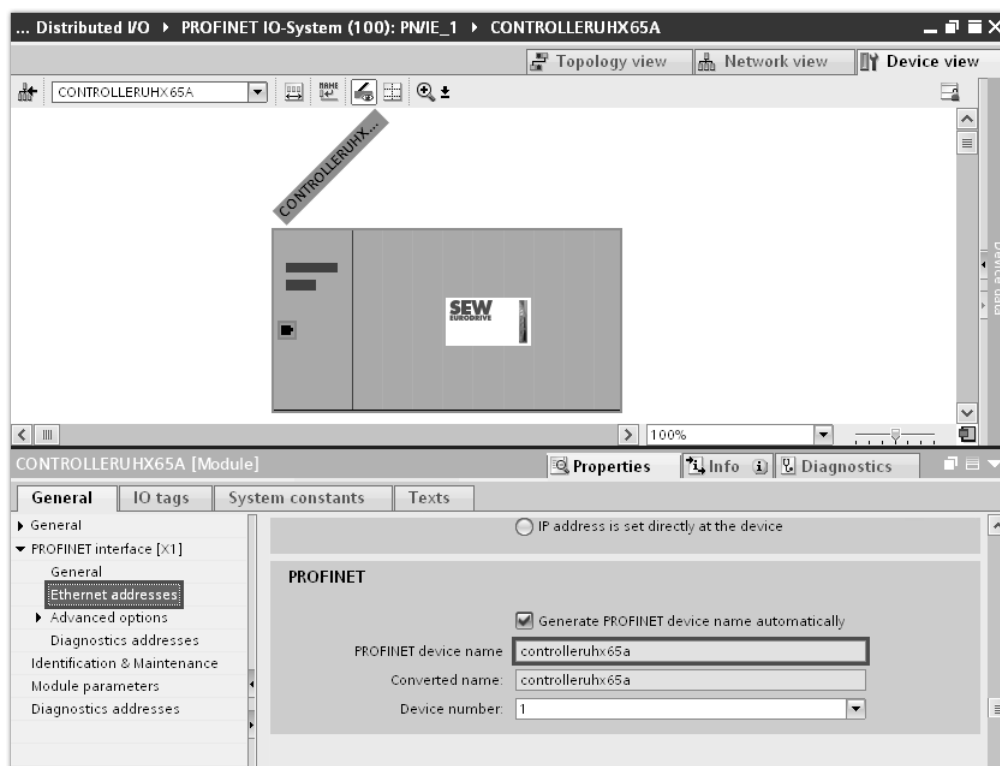 ... Distributed I/O ▸ PROFINET IO-System (100): PN/IE_1 ▸ CONTROLLERUHX65A
Topology view Network view Device view
CONTROLLERUHX65A NAME
CONTROLLERUHX...
SEW
EURODRIVE
Device data
100%
CONTROLLERUHX65A [Module] Properties Info Diagnostics
General IO tags System constants Texts
General
PROFINET interface [X1]
General
Ethernet addresses
Advanced options
Diagnostics addresses
Identification & Maintenance
Module parameters
Diagnostics addresses
IP address is set directly at the device
PROFINET
Generate PROFINET device name automatically
PROFINET device name controlleruhx65a
Converted name: controlleruhx65a
Device number: 1